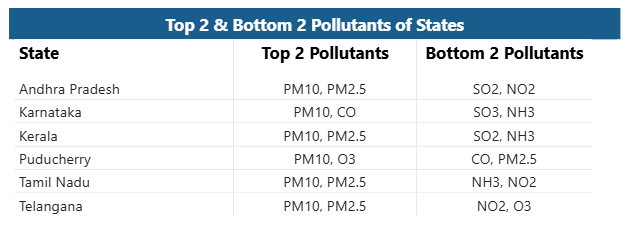 Top 2 & Bottom 2 Pollutants of States
State Top 2 Pollutants Bottom 2 Pollutants
Andhra Pradesh PM10, PM2.5 SO2, NO2
Karnataka PM10, CO SO3, NH3
Kerala PM10, PM2.5 SO2, NH3
Puducherry PM10, O3 CO, PM2.5
Tamil Nadu PM10, PM2.5 NH3, NO2
Telangana PM10, PM2.5 NO2, O3